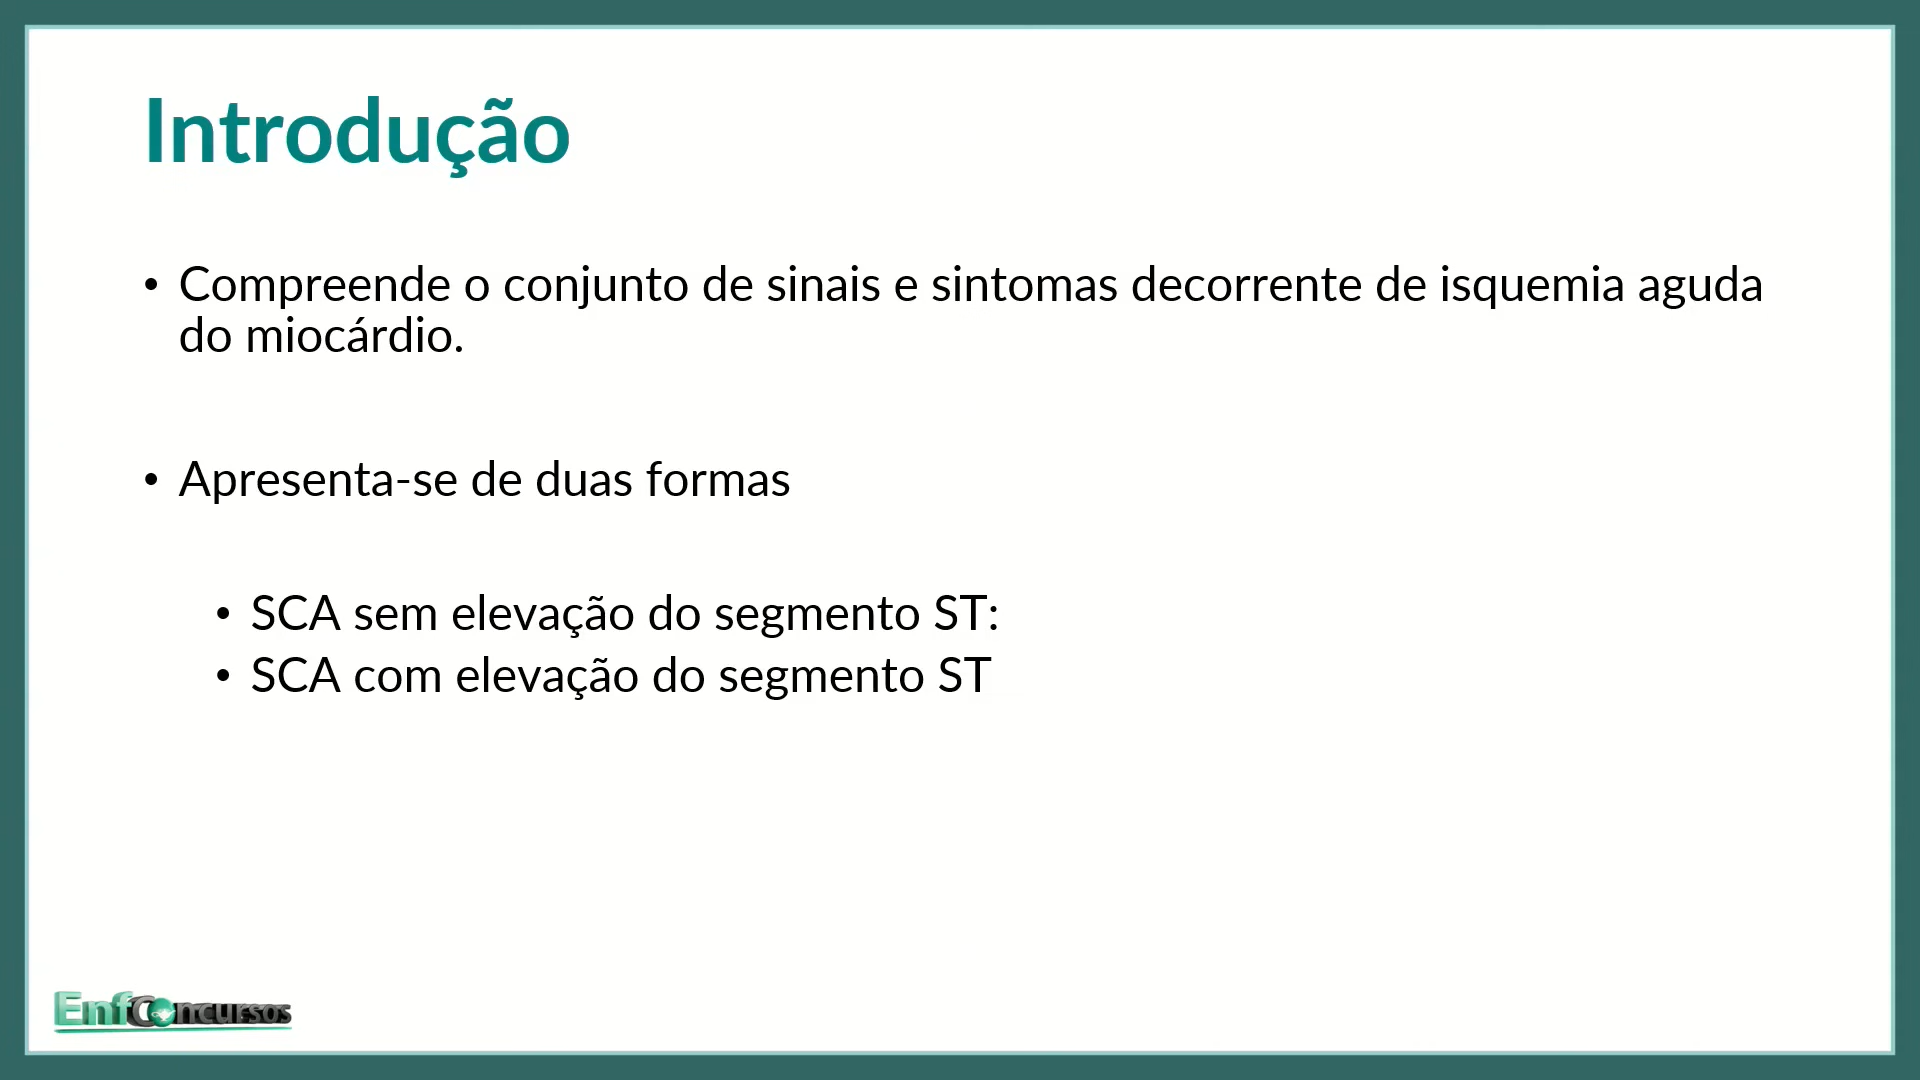 Introdução
• Compreende o conjunto de sinais e sintomas decorrente de isquemia aguda
do miocárdio.
• Apresenta-se de duas formas
• SCA sem elevação do segmento ST:
• SCA com elevação do segmento ST
EnfConcursos